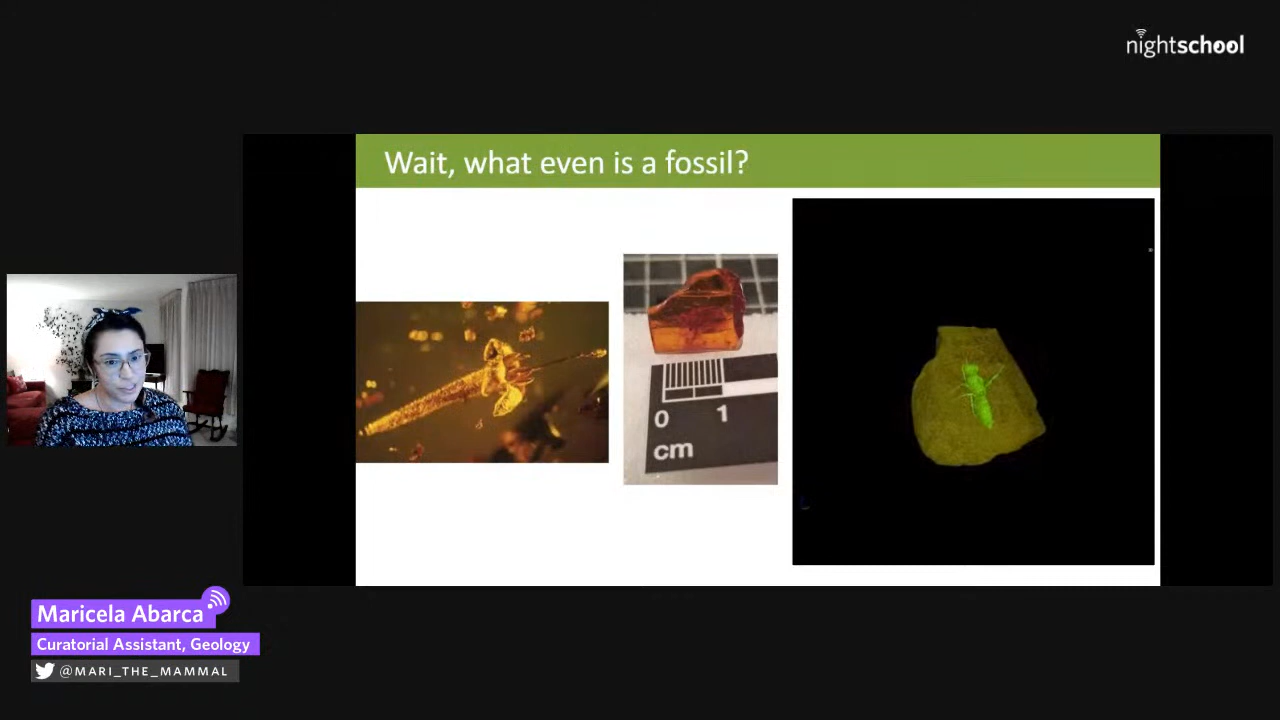 nightschool
Wait, what even is a fossil?
0 1
cm
Maricela Abarca
Curatorial Assistant, Geology
@MARI_THE_MAMMAL